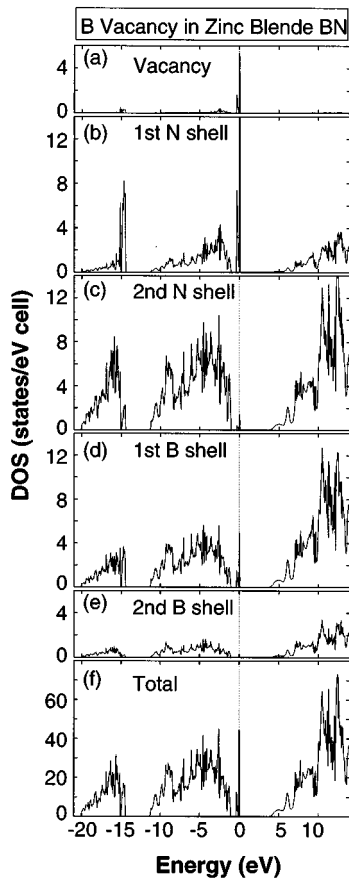 B Vacancy in Zinc Blende BN
(a) Vacancy
4
0
(b) 1st N shell
12
8
4
0
(c) 2nd N shell
12
8
4
0
(d) 1st B shell
12
8
4
0
(e) 2nd B shell
4
0
(f) Total
60
40
20
0
-20 -15 -10 -5 0 5 10
Energy (eV)
DOS (states/eV cell)